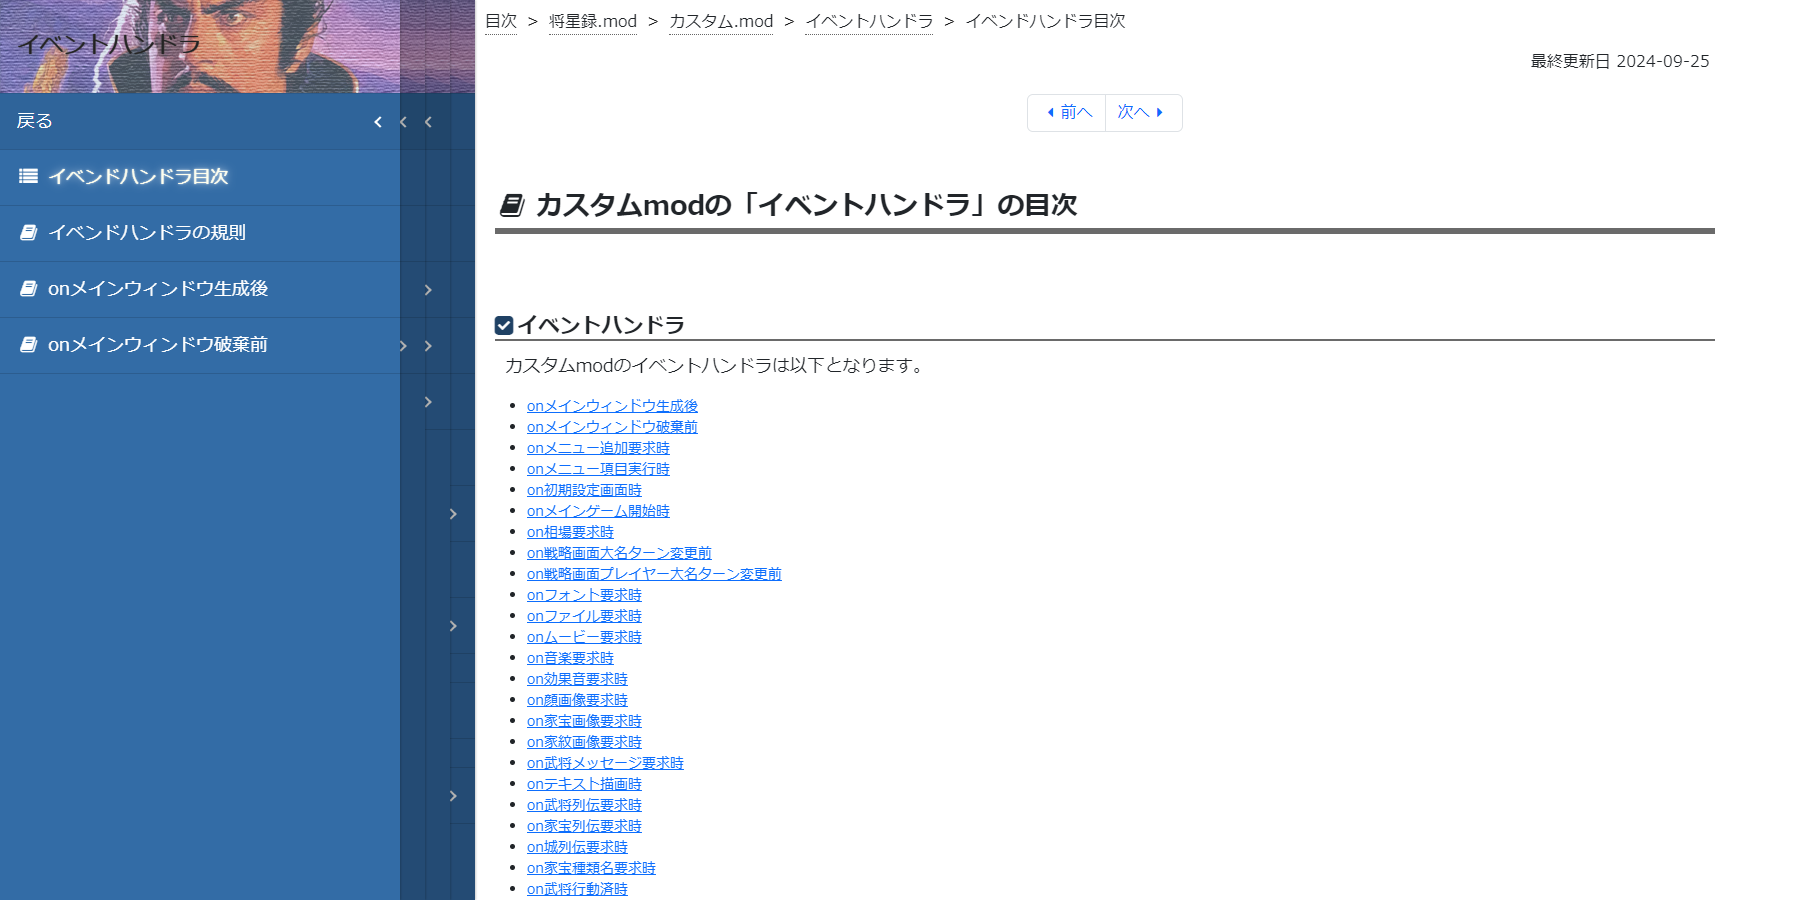 イベントハンドラ
戻る
イベンドハンドラ目次
イベンドハンドラの規則
onメインウィンドウ生成後
onメインウィンドウ破棄前
目次 > 将星録.mod > カスタム.mod > イベントハンドラ > イベンドハンドラ目次
最終更新日 2024-09-25
前へ 次へ
カスタムmodの「イベントハンドラ」の目次
イベントハンドラ
カスタムmodのイベントハンドラは以下となります。
onメインウィンドウ生成後
onメインウィンドウ破棄前
onメニュー追加要求時
onメニュー項目実行時
on初期設定画面時
onメインゲーム開始時
on相場要求時
on戦略画面大名ターン変更前
on戦略画面プレイヤー大名ターン変更前
onフォント要求時
onファイル要求時
onムービー要求時
on音楽要求時
on効果音要求時
on顔画像要求時
on家宝画像要求時
on家紋画像要求時
on武将メッセージ要求時
onテキスト描画時
on武将列伝要求時
on家宝列伝要求時
on城列伝要求時
on家宝種類名要求時
on武将行動済時